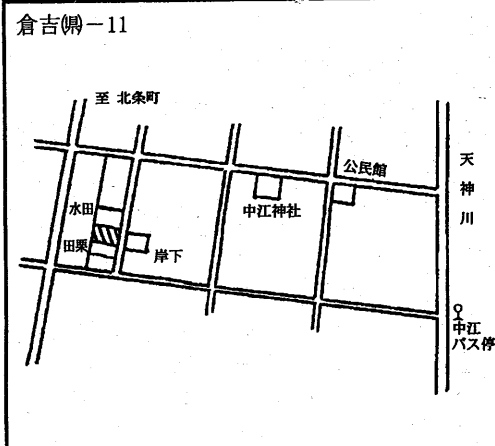 倉吉(県)-11
至 北条町
公民館
天神川
水田
中江神社
田栗
岸下
中江
バス停